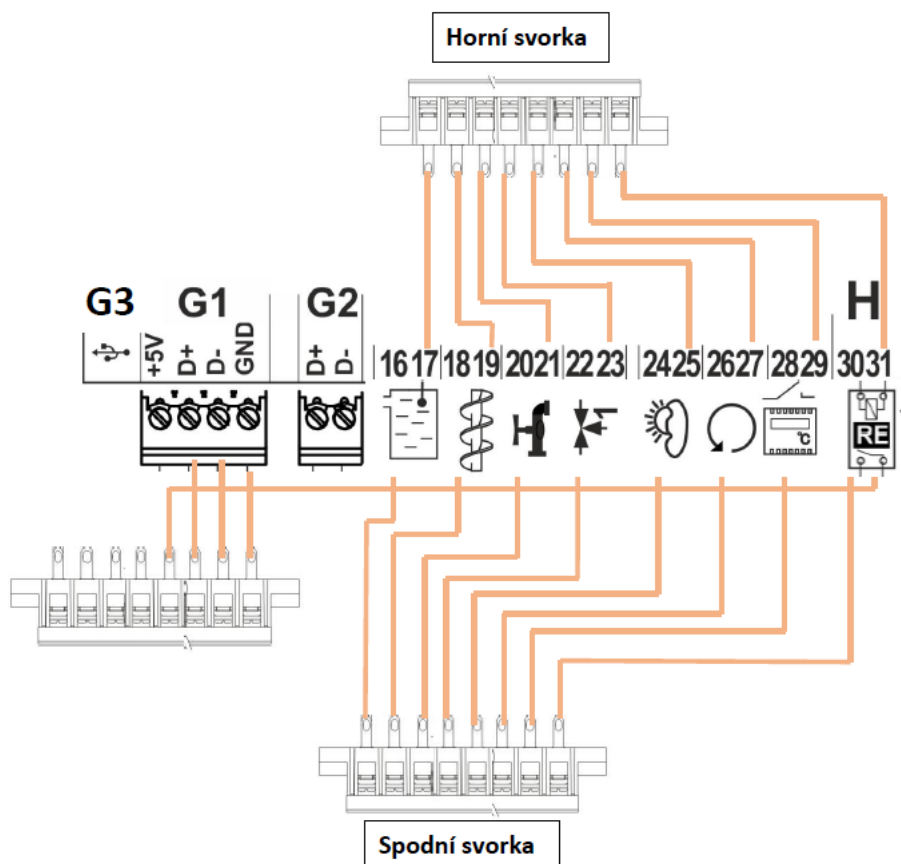 Horní svorka
G3 G1 G2 H
+5V D+ D- GND D+ D-
16 17 18 19 20 21 22 23 24 25 26 27 28 29 30 31
1
°C
RE
Spodní svorka